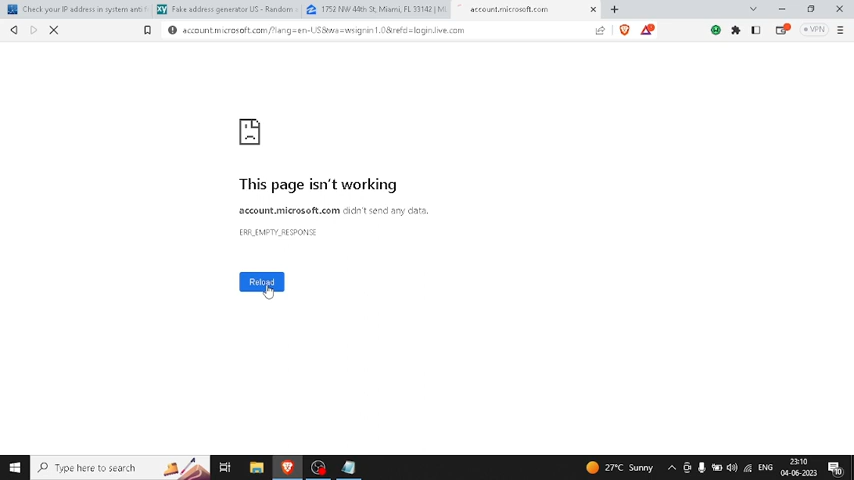 Check your IP address in system anti f
Fake address generator US - Random
1752 NW 44th St, Miami, FL 33142 | ML
account.microsoft.com
account.microsoft.com/?lang=en-US&wa=wsignin1.0&refd=login.live.com
VPN
This page isn't working
account.microsoft.com didn't send any data.
ERR_EMPTY_RESPONSE
Reload
Type here to search
27°C Sunny
ENG
23:10
04-06-2023
10